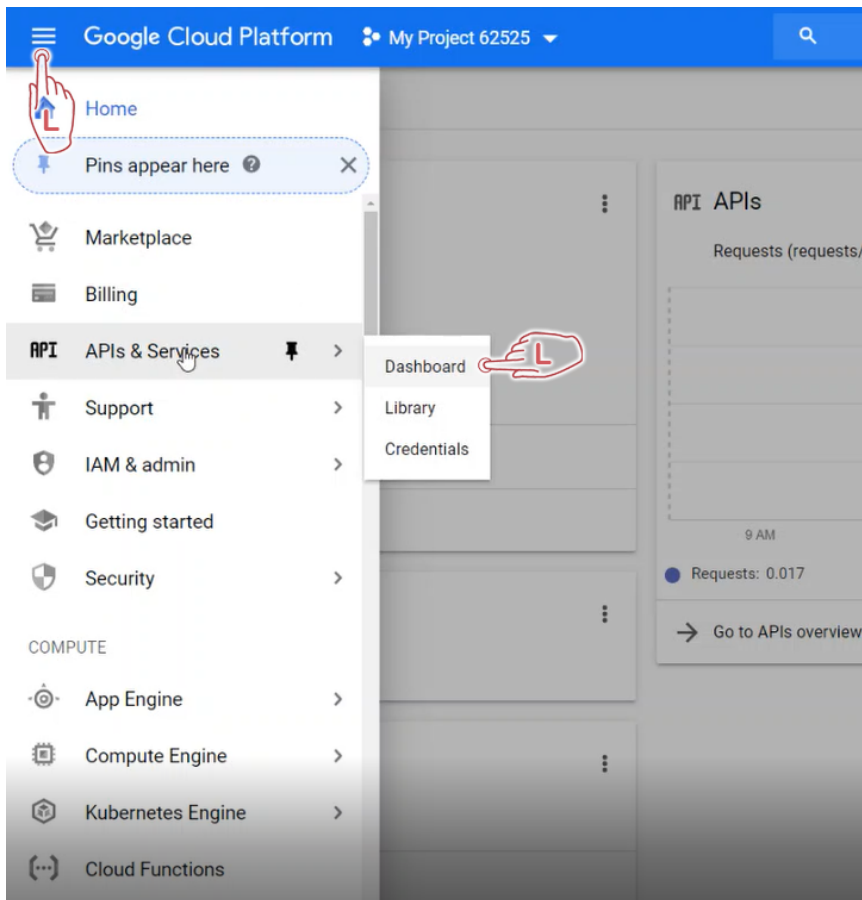 Google Cloud Platform
My Project 62525
L
Home
Pins appear here
Marketplace
Billing
API APIs & Services
Support
IAM & admin
Getting started
Security
COMPUTE
App Engine
Compute Engine
Kubernetes Engine
Cloud Functions
Dashboard L
Library
Credentials
API APIs
Requests (requests/
9 AM
Requests: 0.017
Go to APIs overview